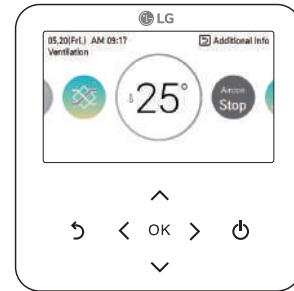 LG
05,20(Fri.) AM 09:17
Additional Info
Ventilation
25°
Aircon
Stop
OK